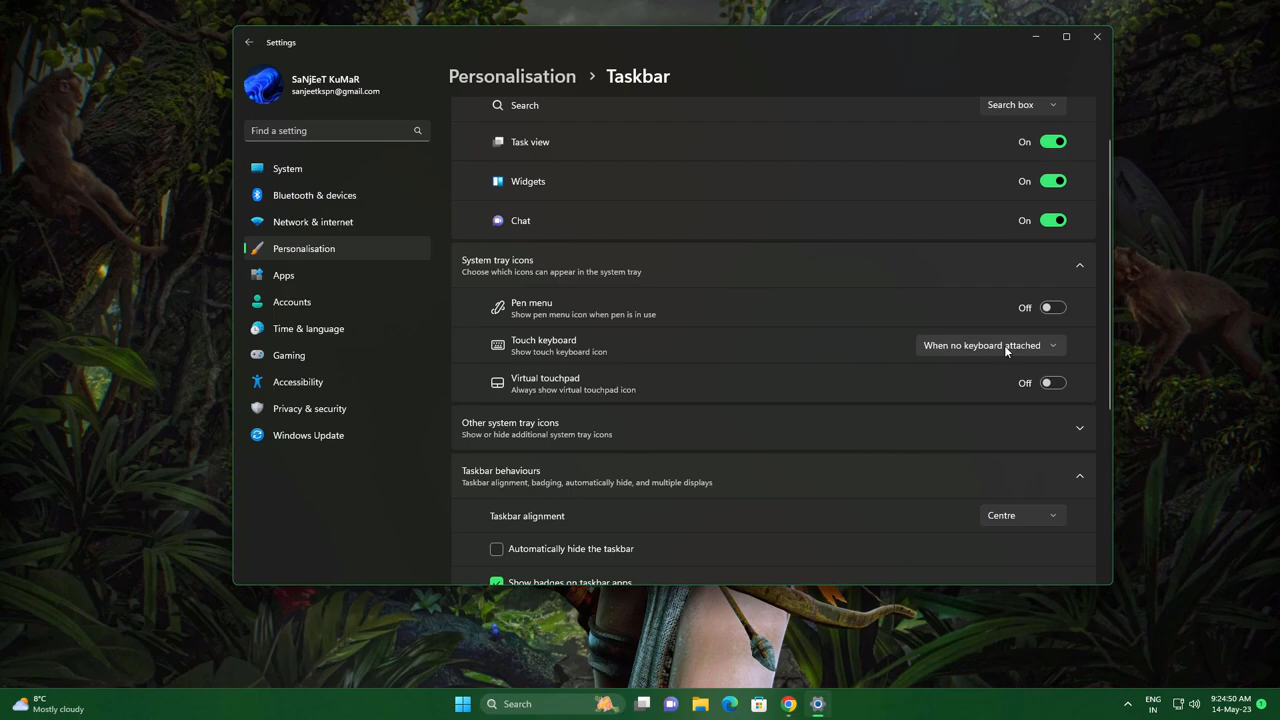 Settings
SaNjEeT KuMaR
sanjeetkspn@gmail.com
Find a setting
System
Bluetooth & devices
Network & internet
Personalisation
Apps
Accounts
Time & language
Gaming
Accessibility
Privacy & security
Windows Update
Personalisation > Taskbar
Search
Search box
Task view
On
Widgets
On
Chat
On
System tray icons
Choose which icons can appear in the system tray
Pen menu
Show pen menu icon when pen is in use
Off
Touch keyboard
Show touch keyboard icon
When no keyboard attached
Virtual touchpad
Always show virtual touchpad icon
Off
Other system tray icons
Show or hide additional system tray icons
Taskbar behaviours
Taskbar alignment, badging, automatically hide, and multiple displays
Taskbar alignment
Centre
Automatically hide the taskbar
Show badges on taskbar apps
8°C
Mostly cloudy
Search
ENG
IN
9:24:50 AM
14-May-23
1